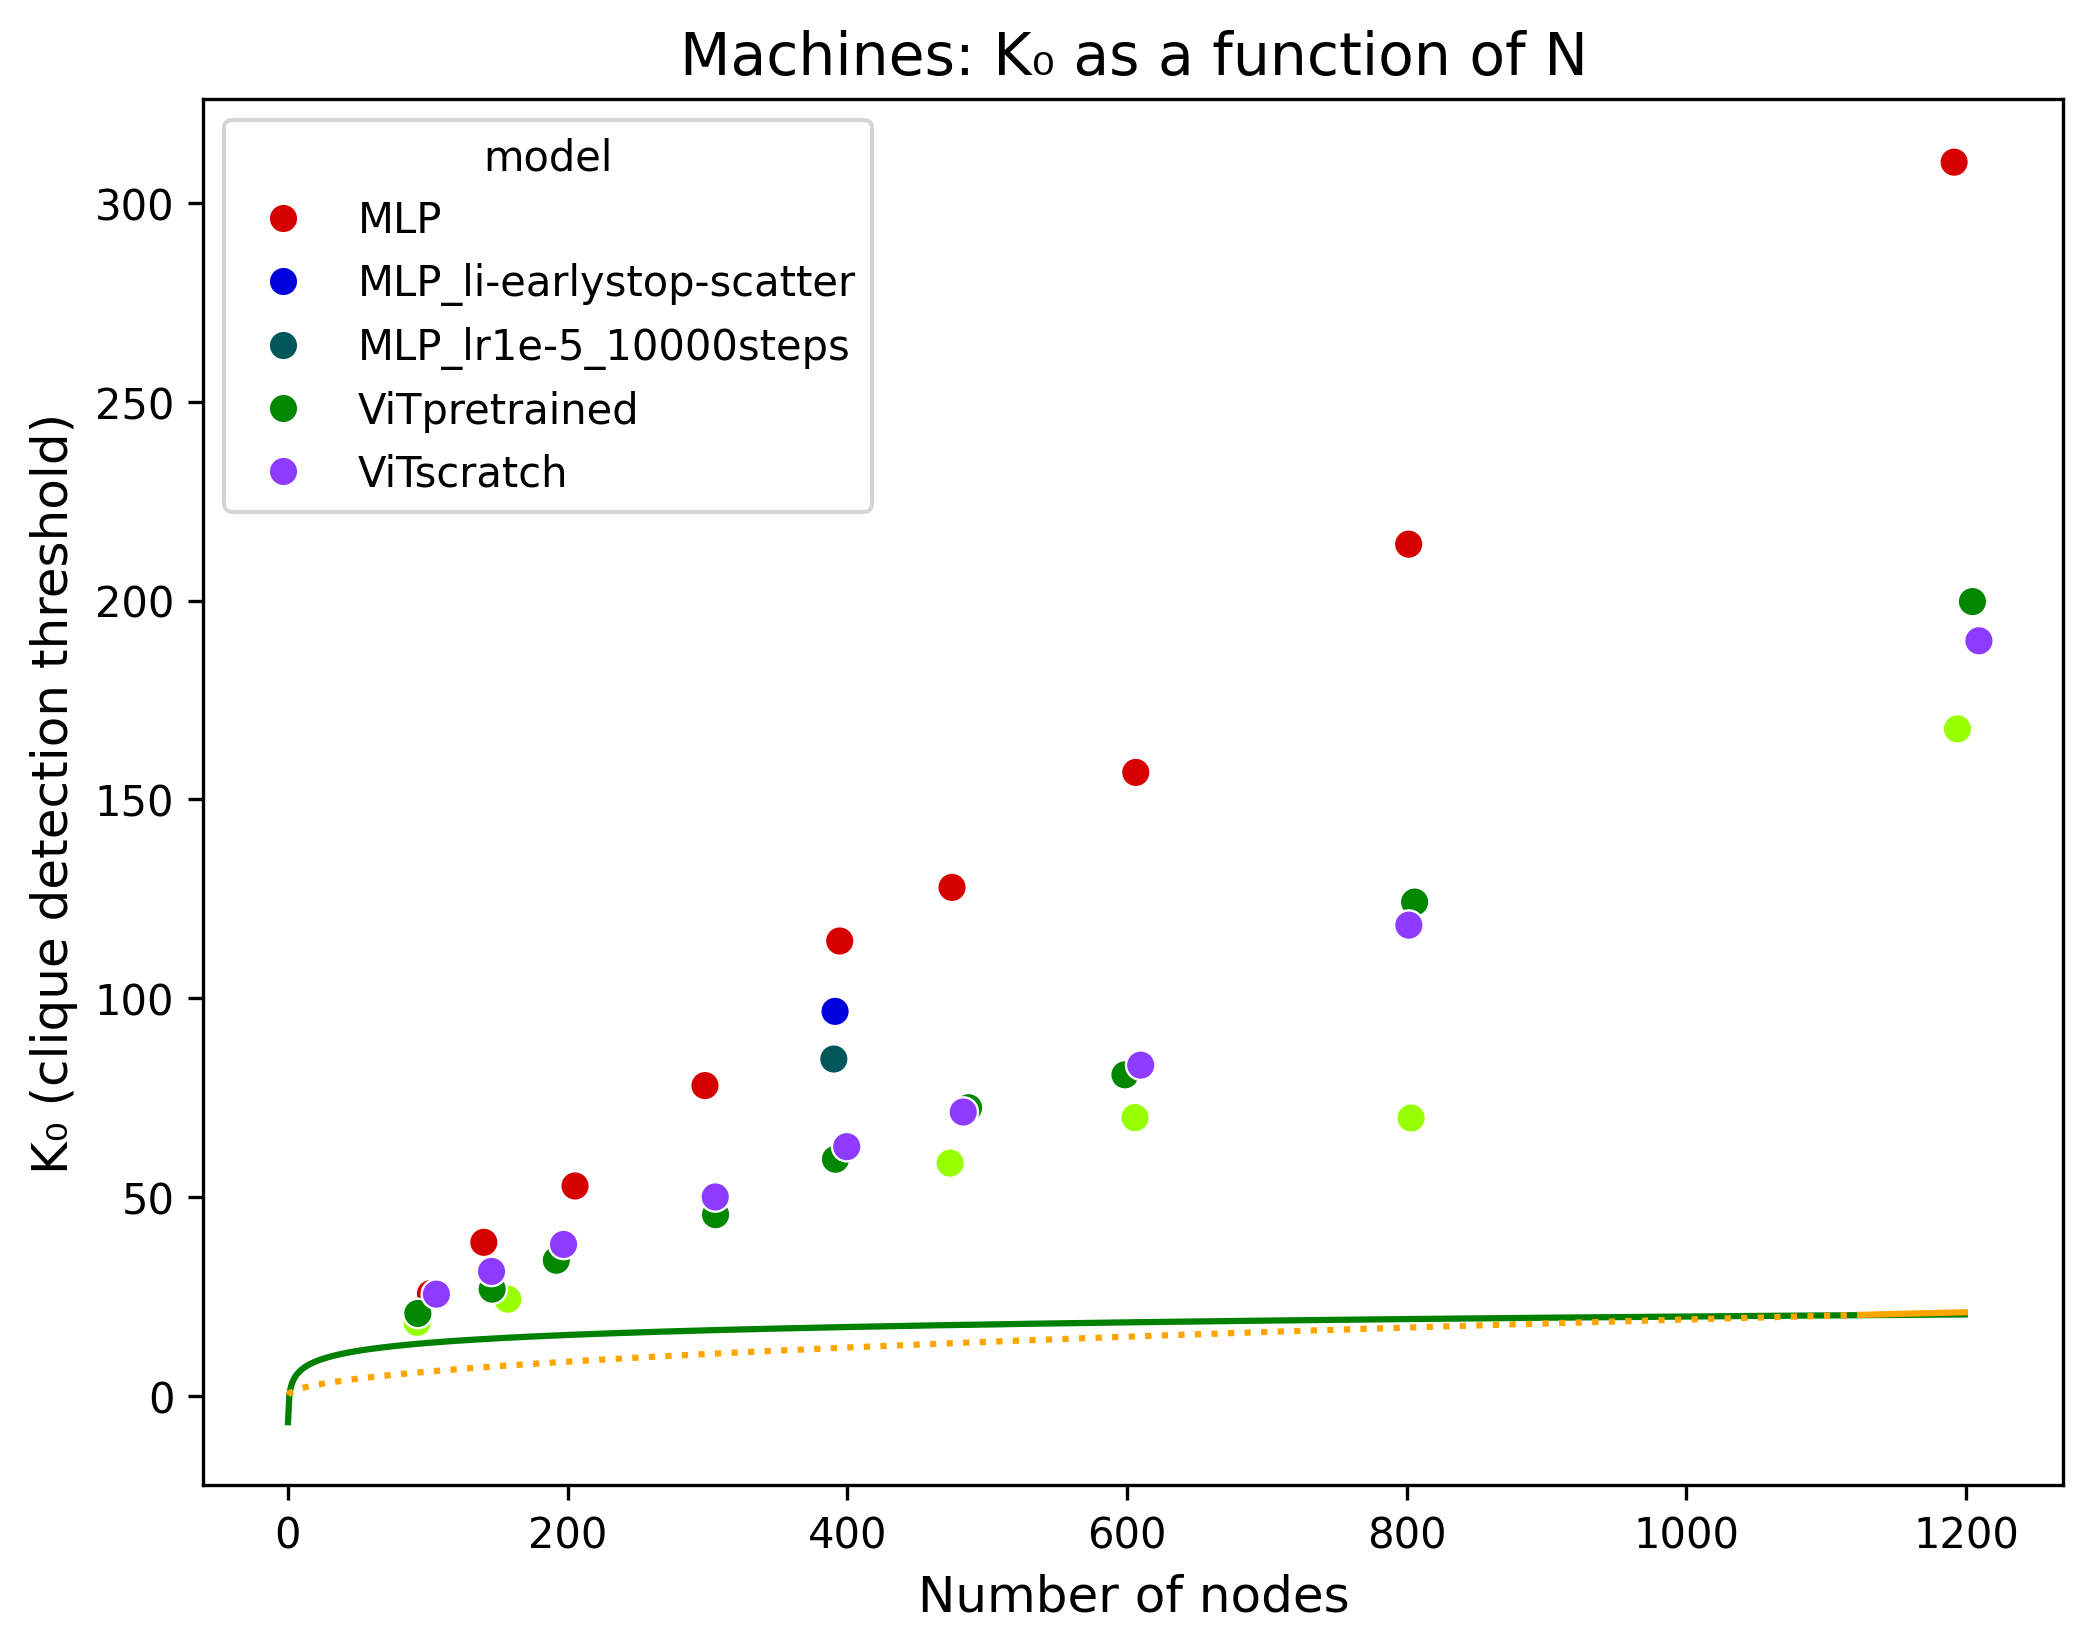 Machines: K₀ as a function of N
model
MLP
MLP_li-earlystop-scatter
MLP_lr1e-5_10000steps
ViTpretrained
ViTscratch
K₀ (clique detection threshold)
300
250
200
150
100
50
0
0 200 400 600 800 1000 1200
Number of nodes